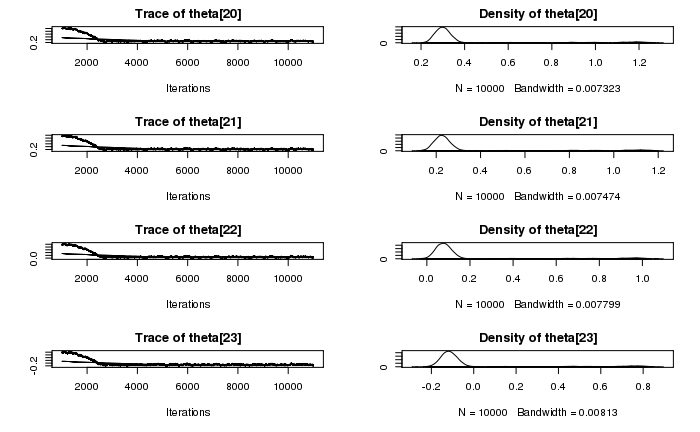 Trace of theta[20]
0.2
2000 4000 6000 8000 10000
Iterations
Density of theta[20]
0
0.2 0.4 0.6 0.8 1.0 1.2
N = 10000 Bandwidth = 0.007323
Trace of theta[21]
0.2
2000 4000 6000 8000 10000
Iterations
Density of theta[21]
0
0.2 0.4 0.6 0.8 1.0 1.2
N = 10000 Bandwidth = 0.007474
Trace of theta[22]
0.0
2000 4000 6000 8000 10000
Iterations
Density of theta[22]
0
0.0 0.2 0.4 0.6 0.8 1.0
N = 10000 Bandwidth = 0.007799
Trace of theta[23]
-0.2
2000 4000 6000 8000 10000
Iterations
Density of theta[23]
0
-0.2 0.0 0.2 0.4 0.6 0.8
N = 10000 Bandwidth = 0.00813